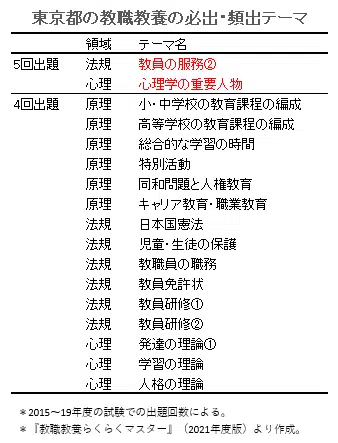 東京都の教職教養の必出・頻出テーマ
領域 テーマ名
5回出題 法規 教員の服務②
心理 心理学の重要人物
4回出題 原理 小・中学校の教育課程の編成
原理 高等学校の教育課程の編成
原理 総合的な学習の時間
原理 特別活動
原理 同和問題と人権教育
原理 キャリア教育・職業教育
法規 日本国憲法
法規 児童・生徒の保護
法規 教職員の職務
法規 教員免許状
法規 教員研修①
法規 教員研修②
心理 発達の理論①
心理 学習の理論
心理 人格の理論
＊2015～19年度の試験での出題回数による。
＊『教職教養らくらくマスター』（2021年度版）より作成。